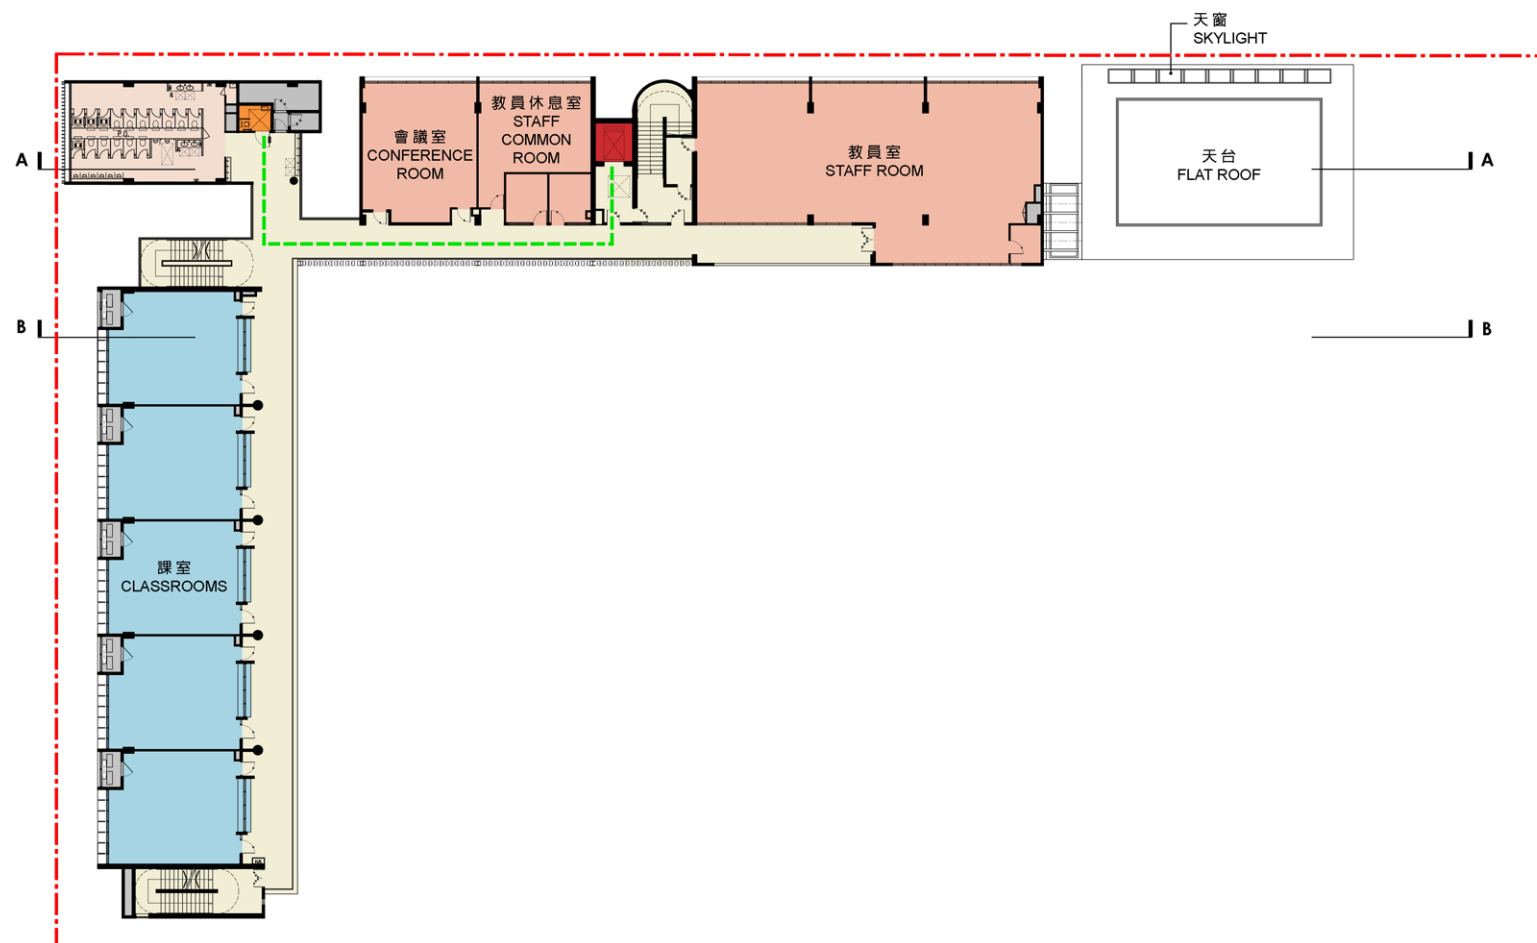 天窗
SKYLIGHT
教員休息室
STAFF
COMMON
ROOM
會議室
CONFERENCE
ROOM
教員室
STAFF ROOM
天台
FLAT ROOF
A
A
B
B
課室
CLASSROOMS